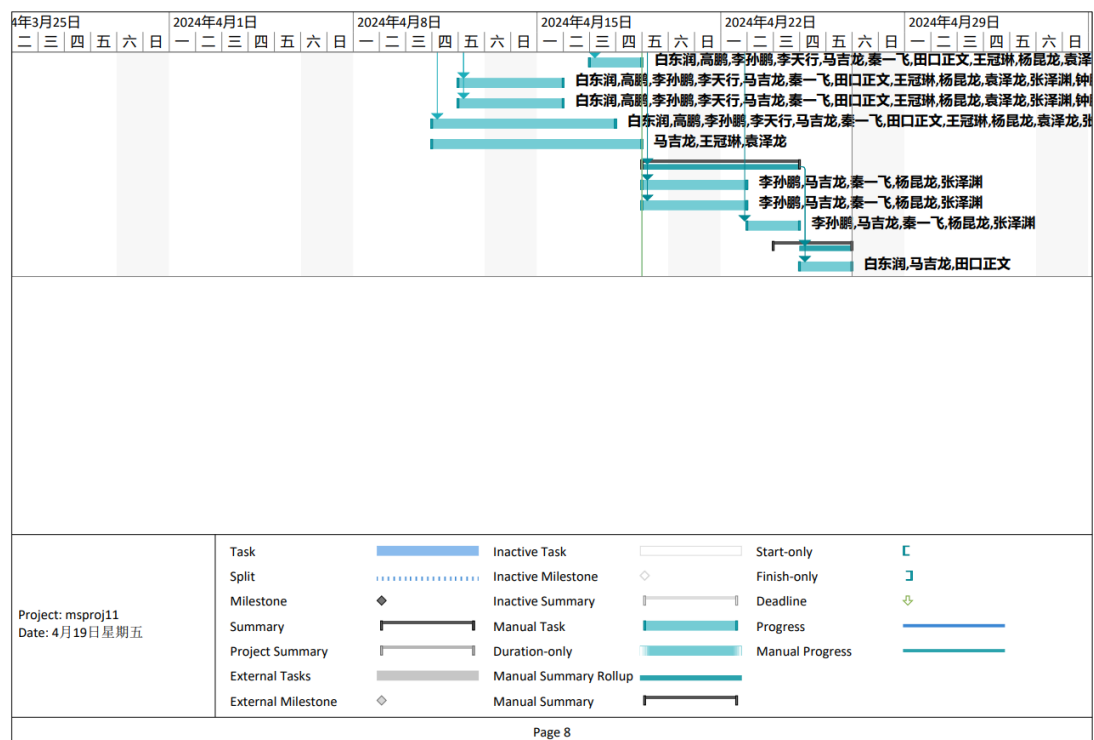 4年3月25日 2024年4月1日 2024年4月8日 2024年4月15日 2024年4月22日 2024年4月29日
二 三 四 五 六 日 一 二 三 四 五 六 日 一 二 三 四 五 六 日 一 二 三 四 五 六 日 一 二 三 四 五 六 日 一 二 三 四 五 六 日
白东润,高鹏,李孙鹏,李天行,马吉龙,秦一飞,田口正文,王冠琳,杨昆龙,袁泽
白东润,高鹏,李孙鹏,李天行,马吉龙,秦一飞,田口正文,王冠琳,杨昆龙,袁泽龙,张泽渊,钟
白东润,高鹏,李孙鹏,李天行,马吉龙,秦一飞,田口正文,王冠琳,杨昆龙,袁泽龙,张泽渊,钟
白东润,高鹏,李孙鹏,李天行,马吉龙,秦一飞,田口正文,王冠琳,杨昆龙,袁泽龙,张
马吉龙,王冠琳,袁泽龙
李孙鹏,马吉龙,秦一飞,杨昆龙,张泽渊
李孙鹏,马吉龙,秦一飞,杨昆龙,张泽渊
李孙鹏,马吉龙,秦一飞,杨昆龙,张泽渊
白东润,马吉龙,田口正文
Project: msproj11
Date: 4月19日星期五
Task
Split
Milestone
Summary
Project Summary
External Tasks
External Milestone
Inactive Task
Inactive Milestone
Inactive Summary
Manual Task
Duration-only
Manual Summary Rollup
Manual Summary
Start-only
Finish-only
Deadline
Progress
Manual Progress
Page 8